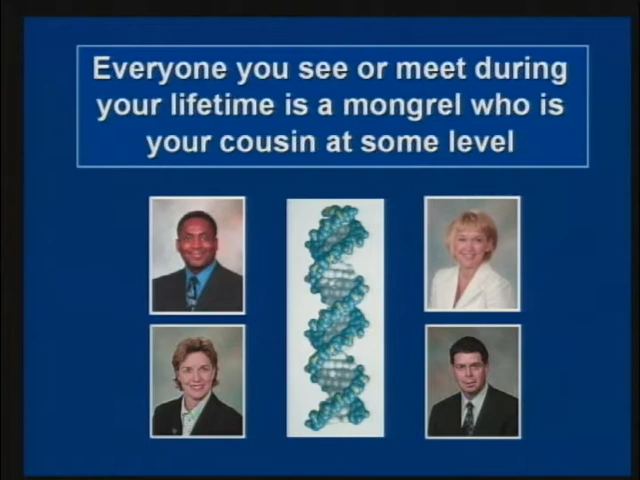 Everyone you see or meet during
your lifetime is a mongrel who is
your cousin at some level